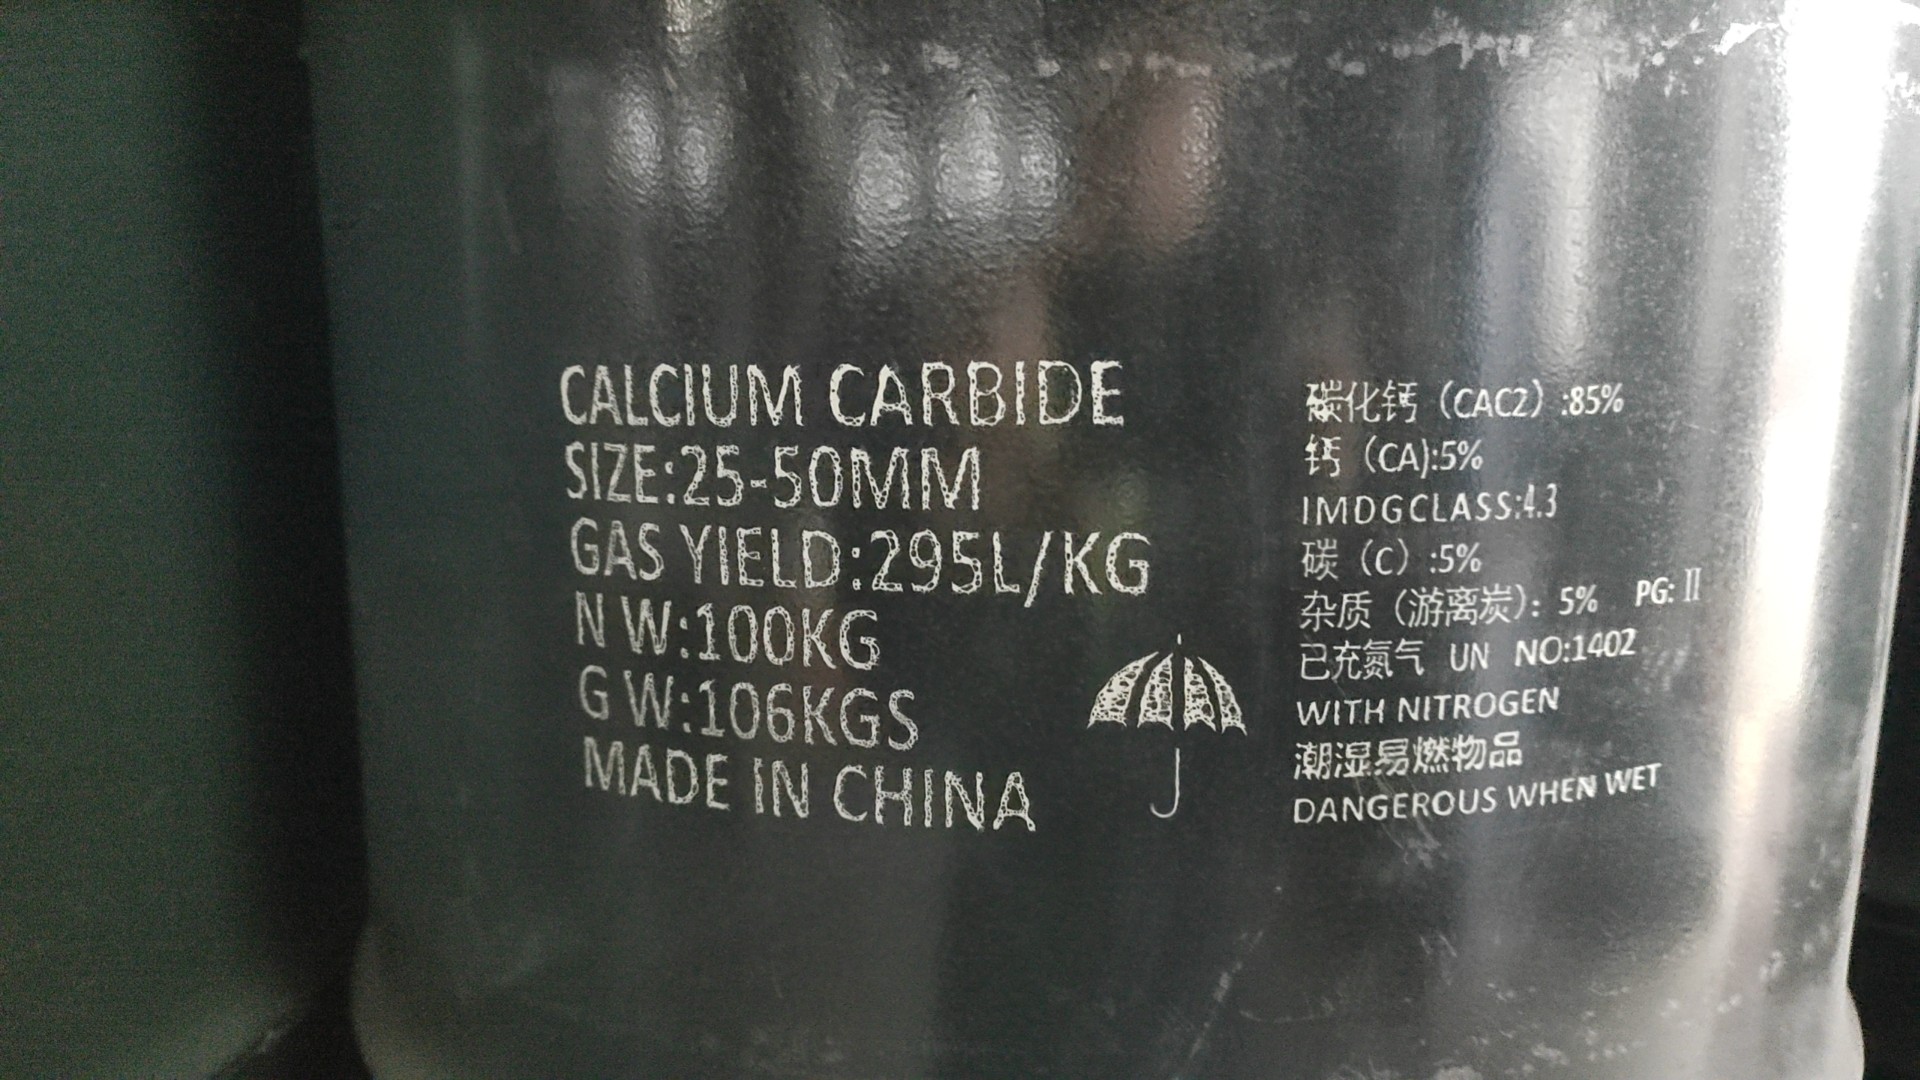 CALCIUM CARBIDE
SIZE:25-50MM
GAS YIELD:295L/KG
N W:100KG
G W:106KGS
MADE IN CHINA
碳化钙（CAC2）:85%
钙（CA):5%
IMDGCLASS:4.3
碳（C）:5%
杂质（游离炭）：5% PG: II
已充氮气 UN NO:1402
WITH NITROGEN
潮湿易燃物品
DANGEROUS WHEN WET